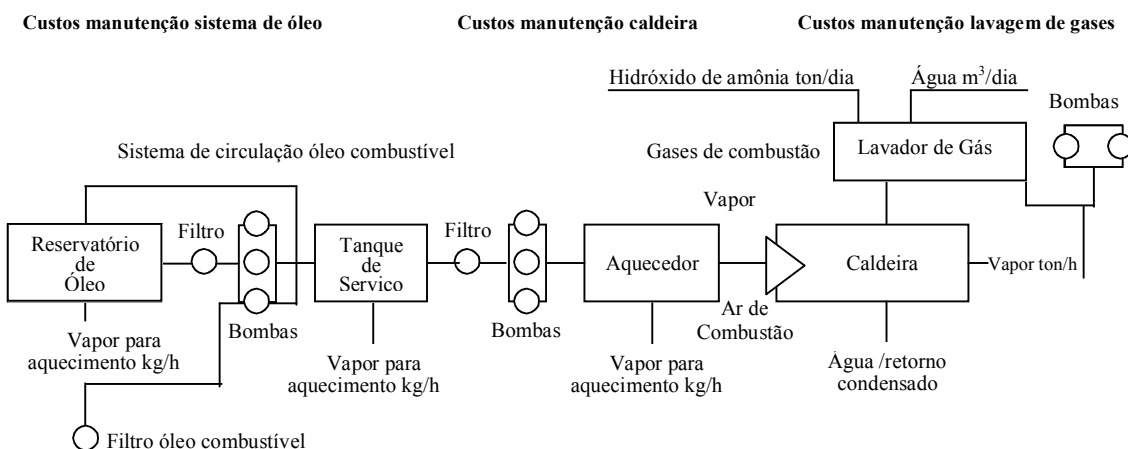 Custos manutenção sistema de óleo
Custos manutenção caldeira
Custos manutenção lavagem de gases
Hidróxido de amônia ton/dia
Água m³/dia
Bombas
Sistema de circulação óleo combustível
Gases de combustão
Lavador de Gás
Vapor
Reservatório
de
Óleo
Filtro
Tanque
de
Servico
Filtro
Aquecedor
Caldeira
Vapor ton/h
Bombas
Bombas
Ar de
Combustão
Vapor para
aquecimento kg/h
Vapor para
aquecimento kg/h
Vapor para
aquecimento kg/h
Água /retorno
condensado
Filtro óleo combustível